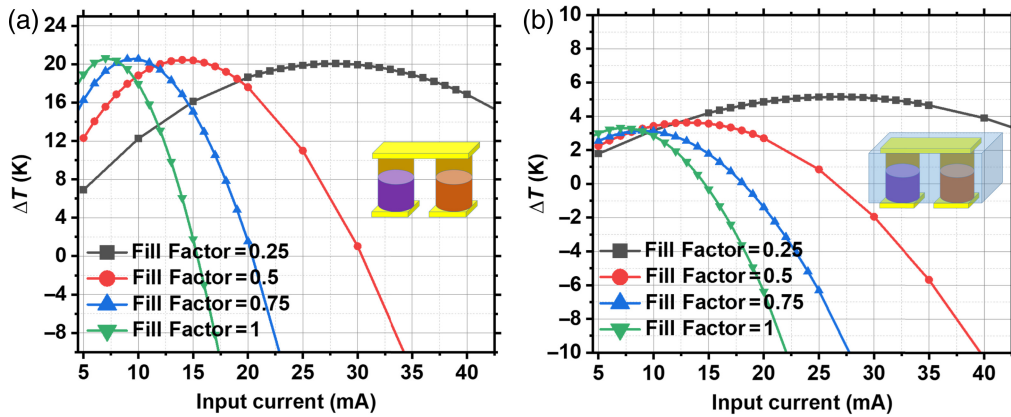 (a)
24
20
16
12
8
4
0
−4
−8
ΔT (K)
Fill Factor=0.25
Fill Factor=0.5
Fill Factor=0.75
Fill Factor=1
5 10 15 20 25 30 35 40
Input current (mA)
(b)
10
8
6
4
2
0
−2
−4
−6
−8
−10
ΔT (K)
Fill Factor=0.25
Fill Factor=0.5
Fill Factor=0.75
Fill Factor=1
5 10 15 20 25 30 35 40
Input current (mA)